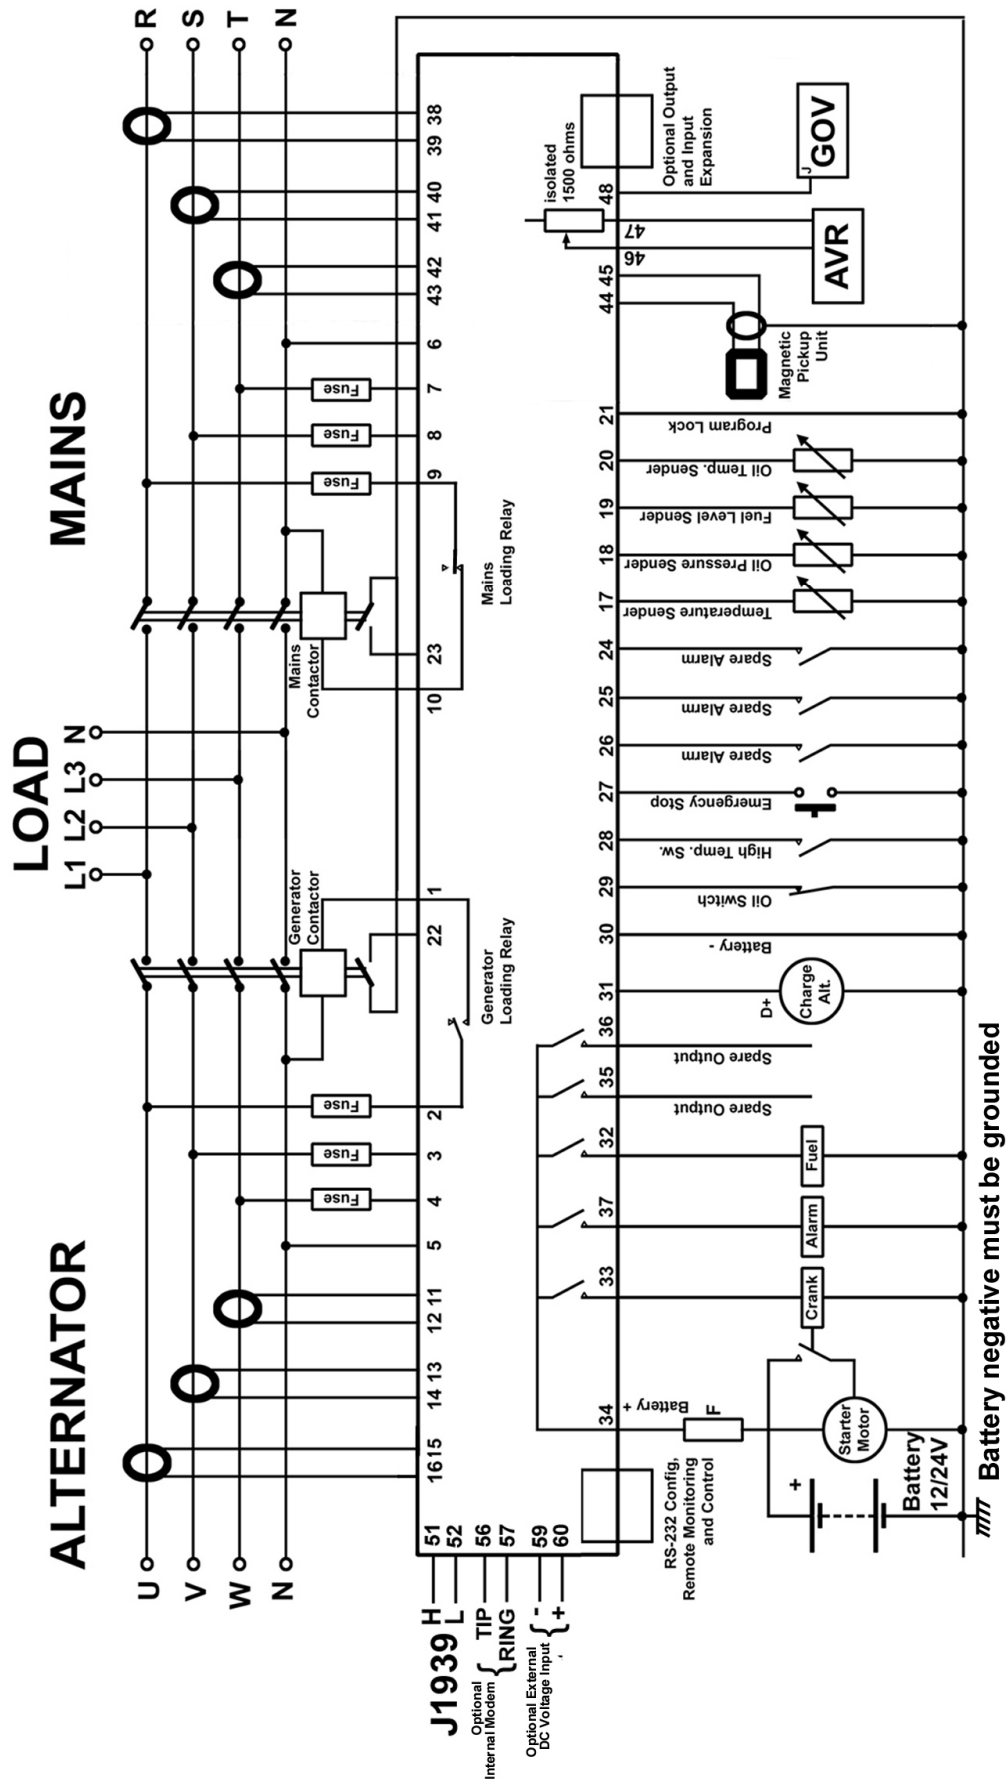 ALTERNATOR
LOAD
MAINS
U
V
W
N
L1
L2
L3
N
R
S
T
N
Fuse
Fuse
Fuse
Generator
Contactor
Mains
Contactor
Fuse
Fuse
Fuse
Generator
Loading Relay
Mains
Loading Relay
16
15
14
13
12
11
5
4
3
2
22
1
10
23
9
8
7
6
43
42
41
40
39
38
J1939
H
L
51
52
Optional
Internal Modem
{
TIP
RING
56
57
Optional External
DC Voltage Input
{
-
+
59
60
RS-232 Config,
Remote Monitoring
and Control
34
33
37
32
35
36
31
30
29
28
27
26
25
24
17
18
19
20
21
44
45
46
47
48
isolated
1500 ohms
Optional Output
and Input
Expansion
Battery +
F
Spare Output
Spare Output
D+
Charge
Alt.
Battery -
Oil Switch
High Temp. Sw.
Emergency Stop
Spare Alarm
Spare Alarm
Spare Alarm
Temperature Sender
Oil Pressure Sender
Fuel Level Sender
Oil Temp. Sender
Program Lock
Magnetic
Pickup
Unit
AVR
J
GOV
Crank
Alarm
Fuel
Starter
Motor
+
Battery
12/24V
Battery negative must be grounded